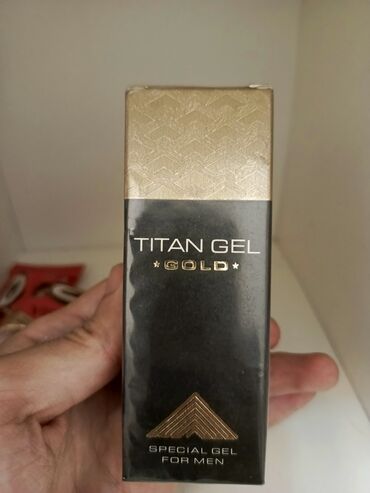 TITAN GEL
★ GOLD ★
SPECIAL GEL
FOR MEN